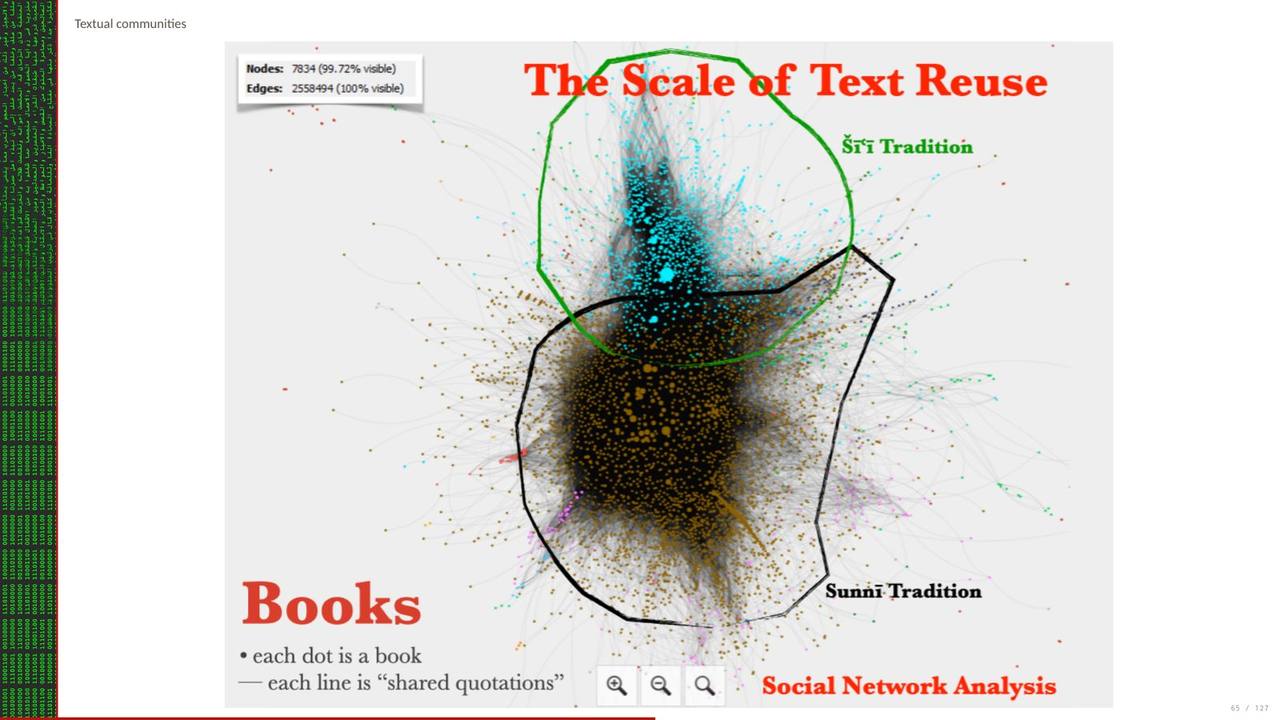 Textual communities
Nodes: 7834 (99.72% visible)
Edges: 2558494 (100% visible)
The Scale of Text Reuse
Šīʿī Tradition
Sunnī Tradition
Books
• each dot is a book
— each line is “shared quotations”
Social Network Analysis
65 / 127